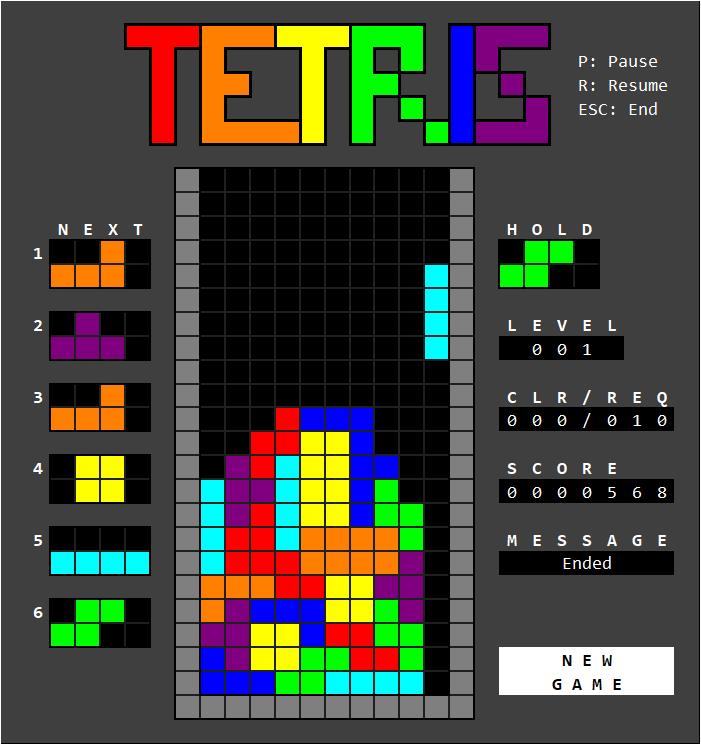 TETRIS
P: Pause
R: Resume
ESC: End
NEXT
1
2
3
4
5
6
HOLD
LEVEL
001
CLR/REQ
000/010
SCORE
0000568
MESSAGE
Ended
NEW
GAME